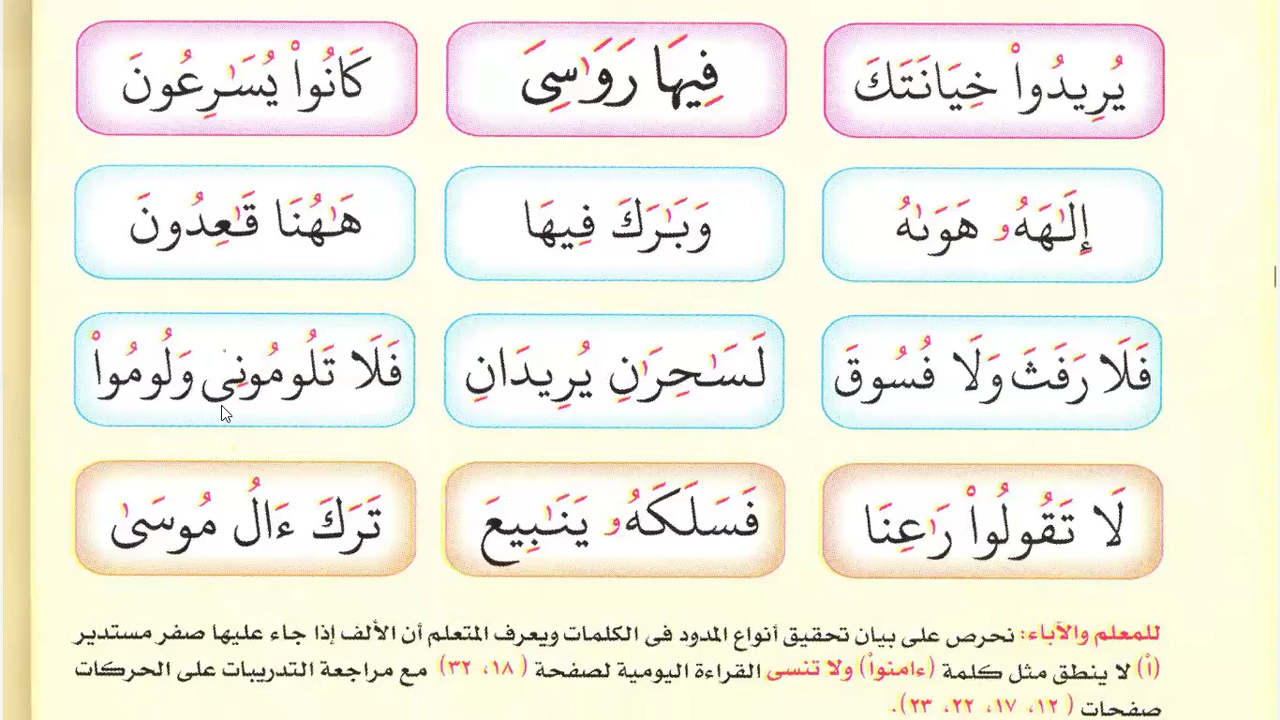 يُرِيدُوا۟ خِيَانَتَكَ فِيهَا رَوَٰسِىَ كَانُوا۟ يُسَـٰرِعُونَ
إِلَـٰهَهُۥ هَوَىٰهُ وَبَـٰرَكَ فِيهَا هَـٰهُنَا قَـٰعِدُونَ
فَلَا رَفَثَ وَلَا فُسُوقَ لَسَـٰحِرَٰنِ يُرِيدَانِ فَلَا تَلُومُونِى وَلُومُوا۟
لَا تَقُولُوا۟ رَٰعِنَا فَسَلَكَهُۥ يَنَـٰبِيعَ تَرَكَ ءَالُ مُوسَىٰ
للمعلم والآباء: نحرص على بيان تحقيق أنواع المدود فى الكلمات ويعرف المتعلم أن الألف إذا جاء عليها صفر مستدير
(ا۟) لا ينطق مثل كلمة (ءامنوا۟) ولا تنسى القراءة اليومية لصفحة (١٨، ٣٢) مع مراجعة التدريبات على الحركات
صفحات (١٢، ١٧، ٢٢، ٢٣).